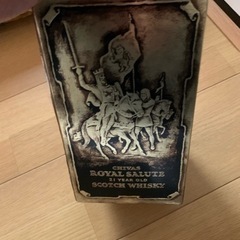 CHIVAS
ROYAL SALUTE
21 YEAR OLD
SCOTCH WHISKY